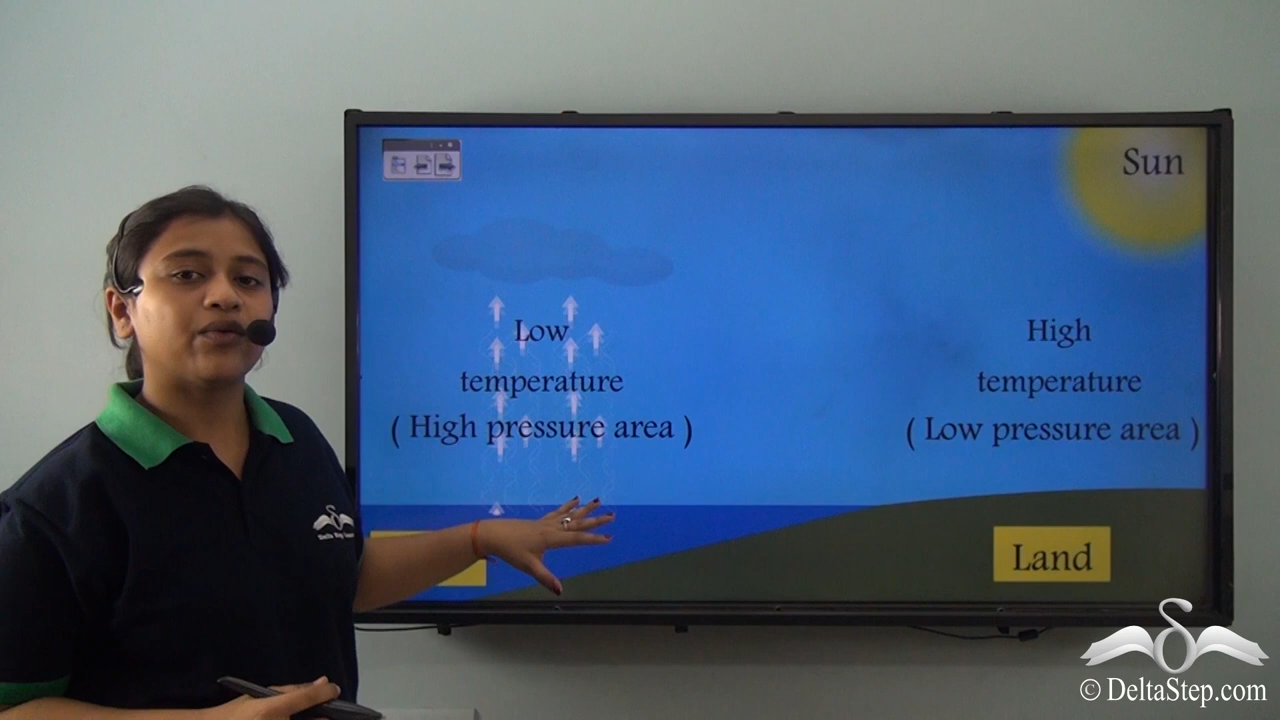 Sun
Low
temperature
( High pressure area )
High
temperature
( Low pressure area )
Land
© DeltaStep.com